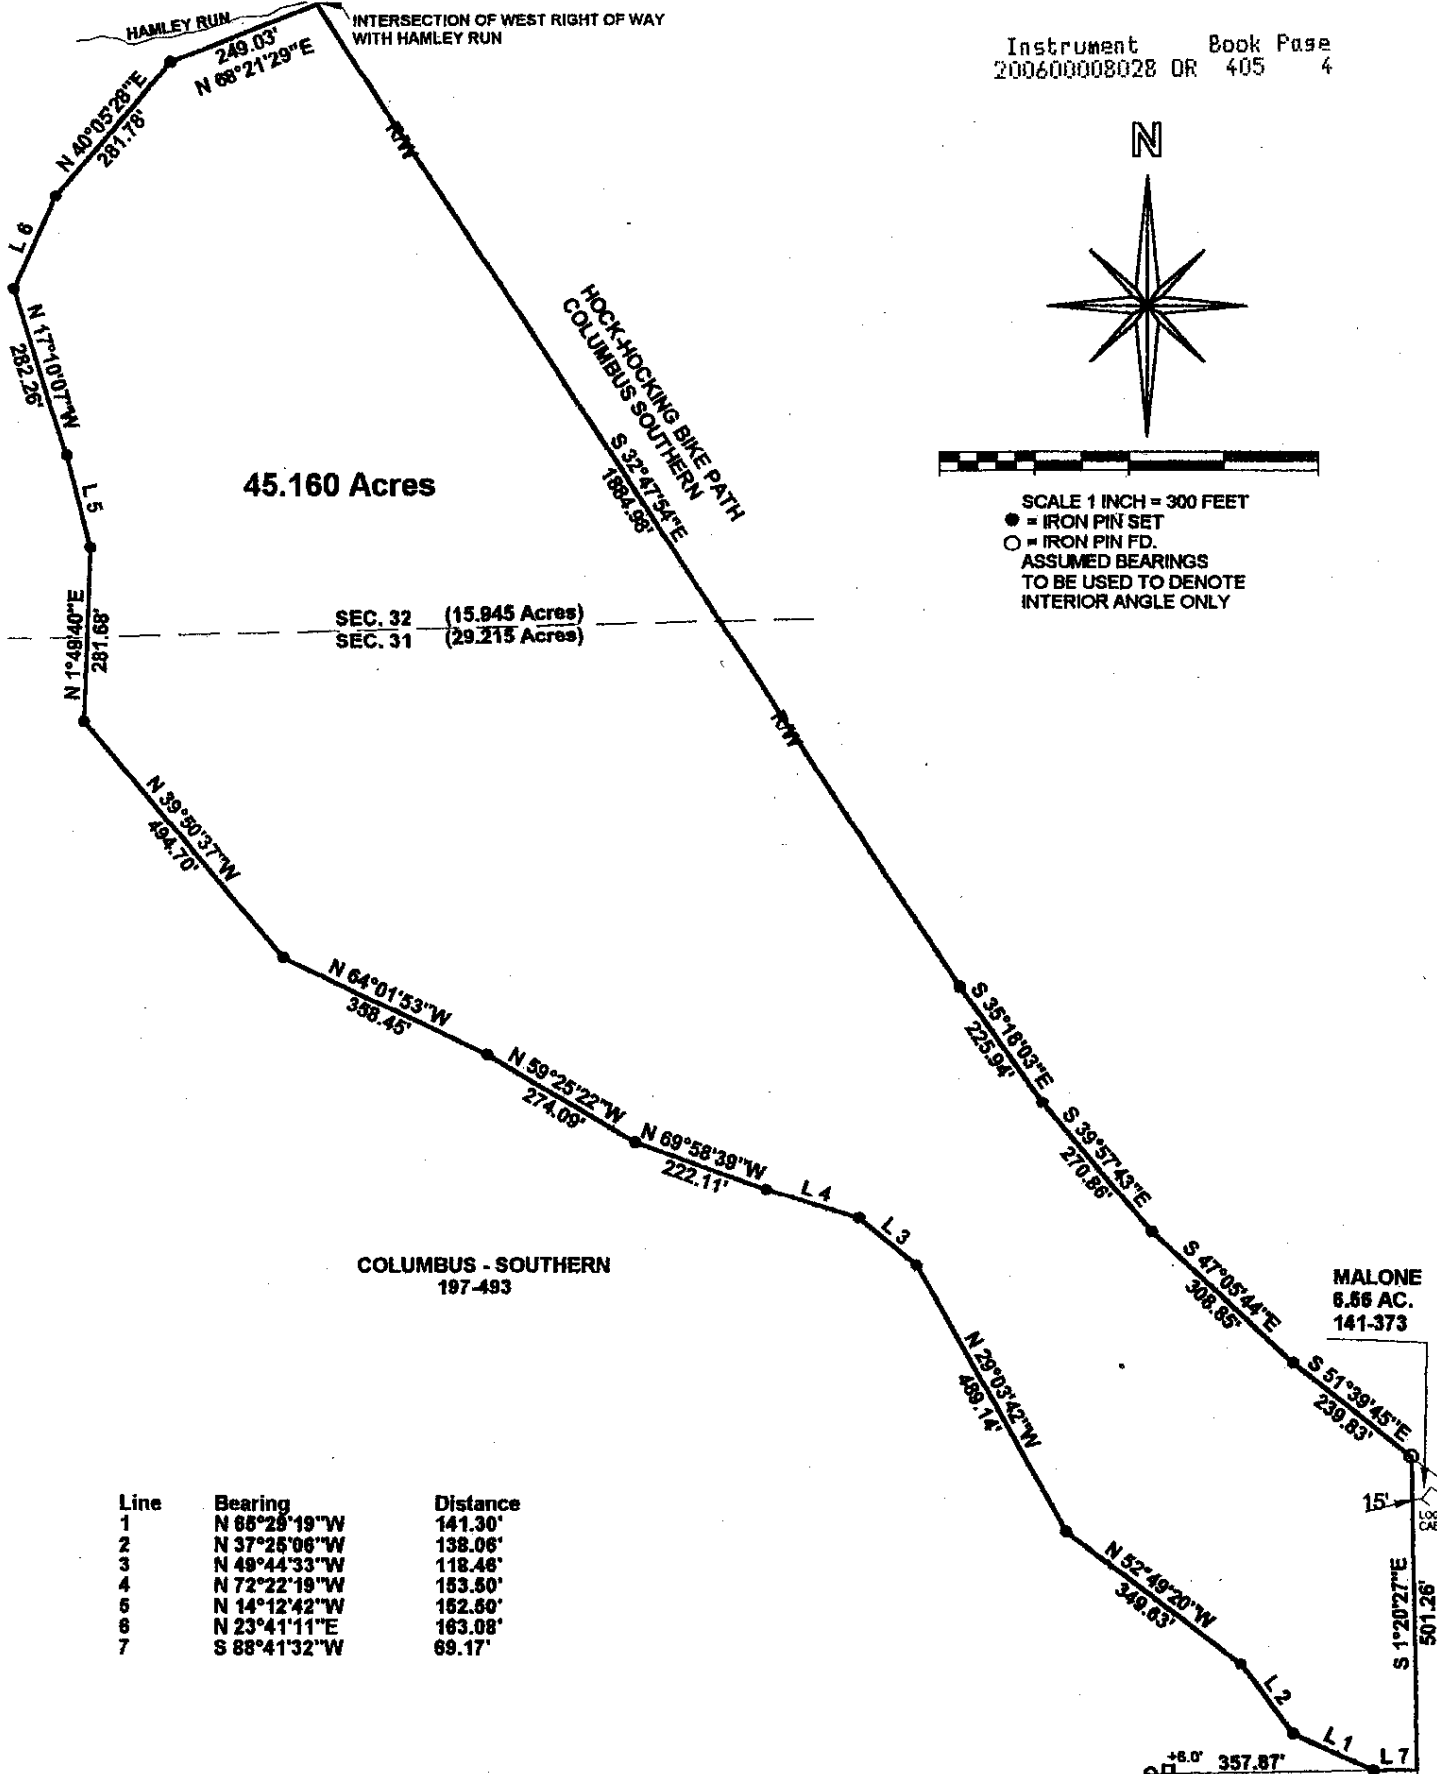 HAMLEY RUN
249.03'
N 68°21'29"E
INTERSECTION OF WEST RIGHT OF WAY
WITH HAMLEY RUN
Instrument Book Page
200600008028 OR 405 4
N
N 40°05'28"E
281.78'
R/W
L 6
N 17°10'07"W
282.26'
HOCK-HOCKING BIKE PATH
COLUMBUS SOUTHERN
S 32°47'54"E
1884.98'
45.160 Acres
L 5
SCALE 1 INCH = 300 FEET
= IRON PIN SET
= IRON PIN FD.
ASSUMED BEARINGS
TO BE USED TO DENOTE
INTERIOR ANGLE ONLY
N 1°49'40"E
281.68'
SEC. 32 (15.945 Acres)
SEC. 31 (29.215 Acres)
R/W
N 39°50'37"W
494.70'
N 64°01'53"W
358.45'
S 35°18'03"E
225.94'
N 59°25'22"W
274.09'
S 39°57'43"E
270.86'
N 69°58'39"W
222.11'
L 4
L 3
S 47°05'44"E
308.85'
COLUMBUS - SOUTHERN
197-493
MALONE
6.56 AC.
141-373
N 29°03'42"W
489.14'
S 51°39'45"E
239.83'
15'
Line Bearing Distance
1 N 65°29'19"W 141.30'
2 N 37°25'06"W 138.06'
3 N 49°44'33"W 118.46'
4 N 72°22'19"W 153.50'
5 N 14°12'42"W 152.50'
6 N 23°41'11"E 163.08'
7 S 88°41'32"W 69.17'
N 52°49'20"W
349.63'
S 1°20'27"E
501.26'
L 2
L 1
L 7
+6.0' 357.87'